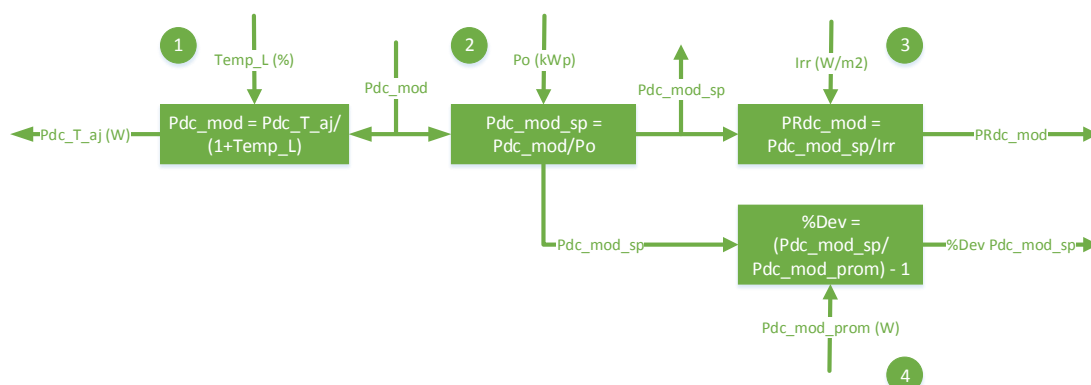 1
Temp_L (%)
Pdc_mod
2
Po (kWp)
Pdc_mod_sp
Irr (W/m2)
3
Pdc_T_aj (W)
Pdc_mod = Pdc_T_aj/
(1+Temp_L)
Pdc_mod_sp =
Pdc_mod/Po
PRdc_mod =
Pdc_mod_sp/Irr
PRdc_mod
Pdc_mod_sp
%Dev =
(Pdc_mod_sp/
Pdc_mod_prom) - 1
%Dev Pdc_mod_sp
Pdc_mod_prom (W)
4